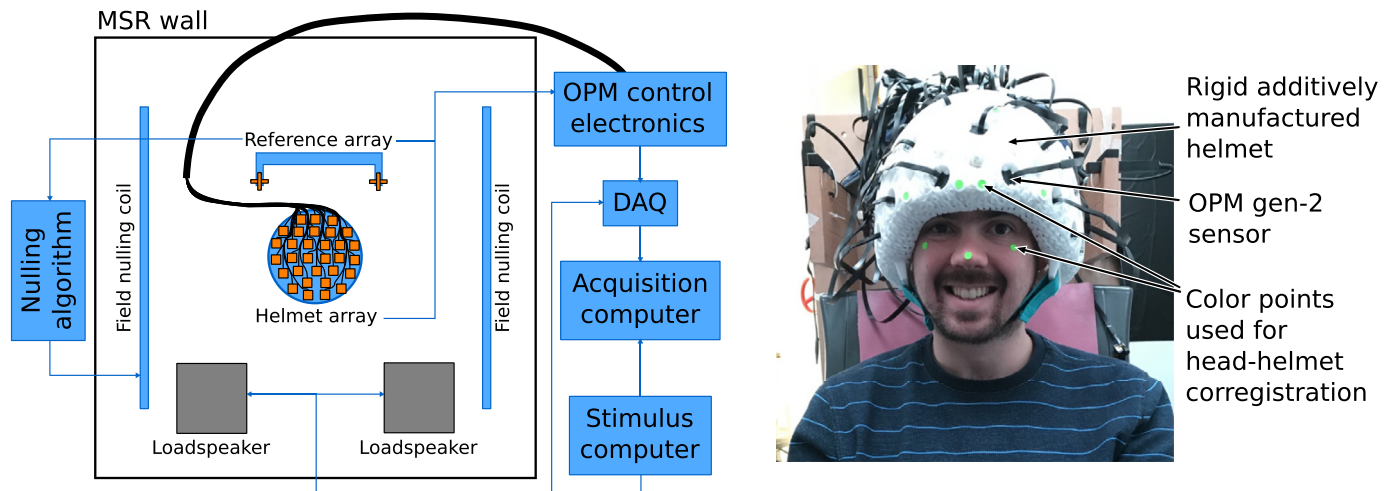 MSR wall
OPM control
electronics
Reference array
DAQ
Nulling
algorithm
Field nulling coil
Field nulling coil
Helmet array
Acquisition
computer
Loadspeaker
Loadspeaker
Stimulus
computer
Rigid additively
manufactured
helmet
OPM gen-2
sensor
Color points
used for
head-helmet
corregistration